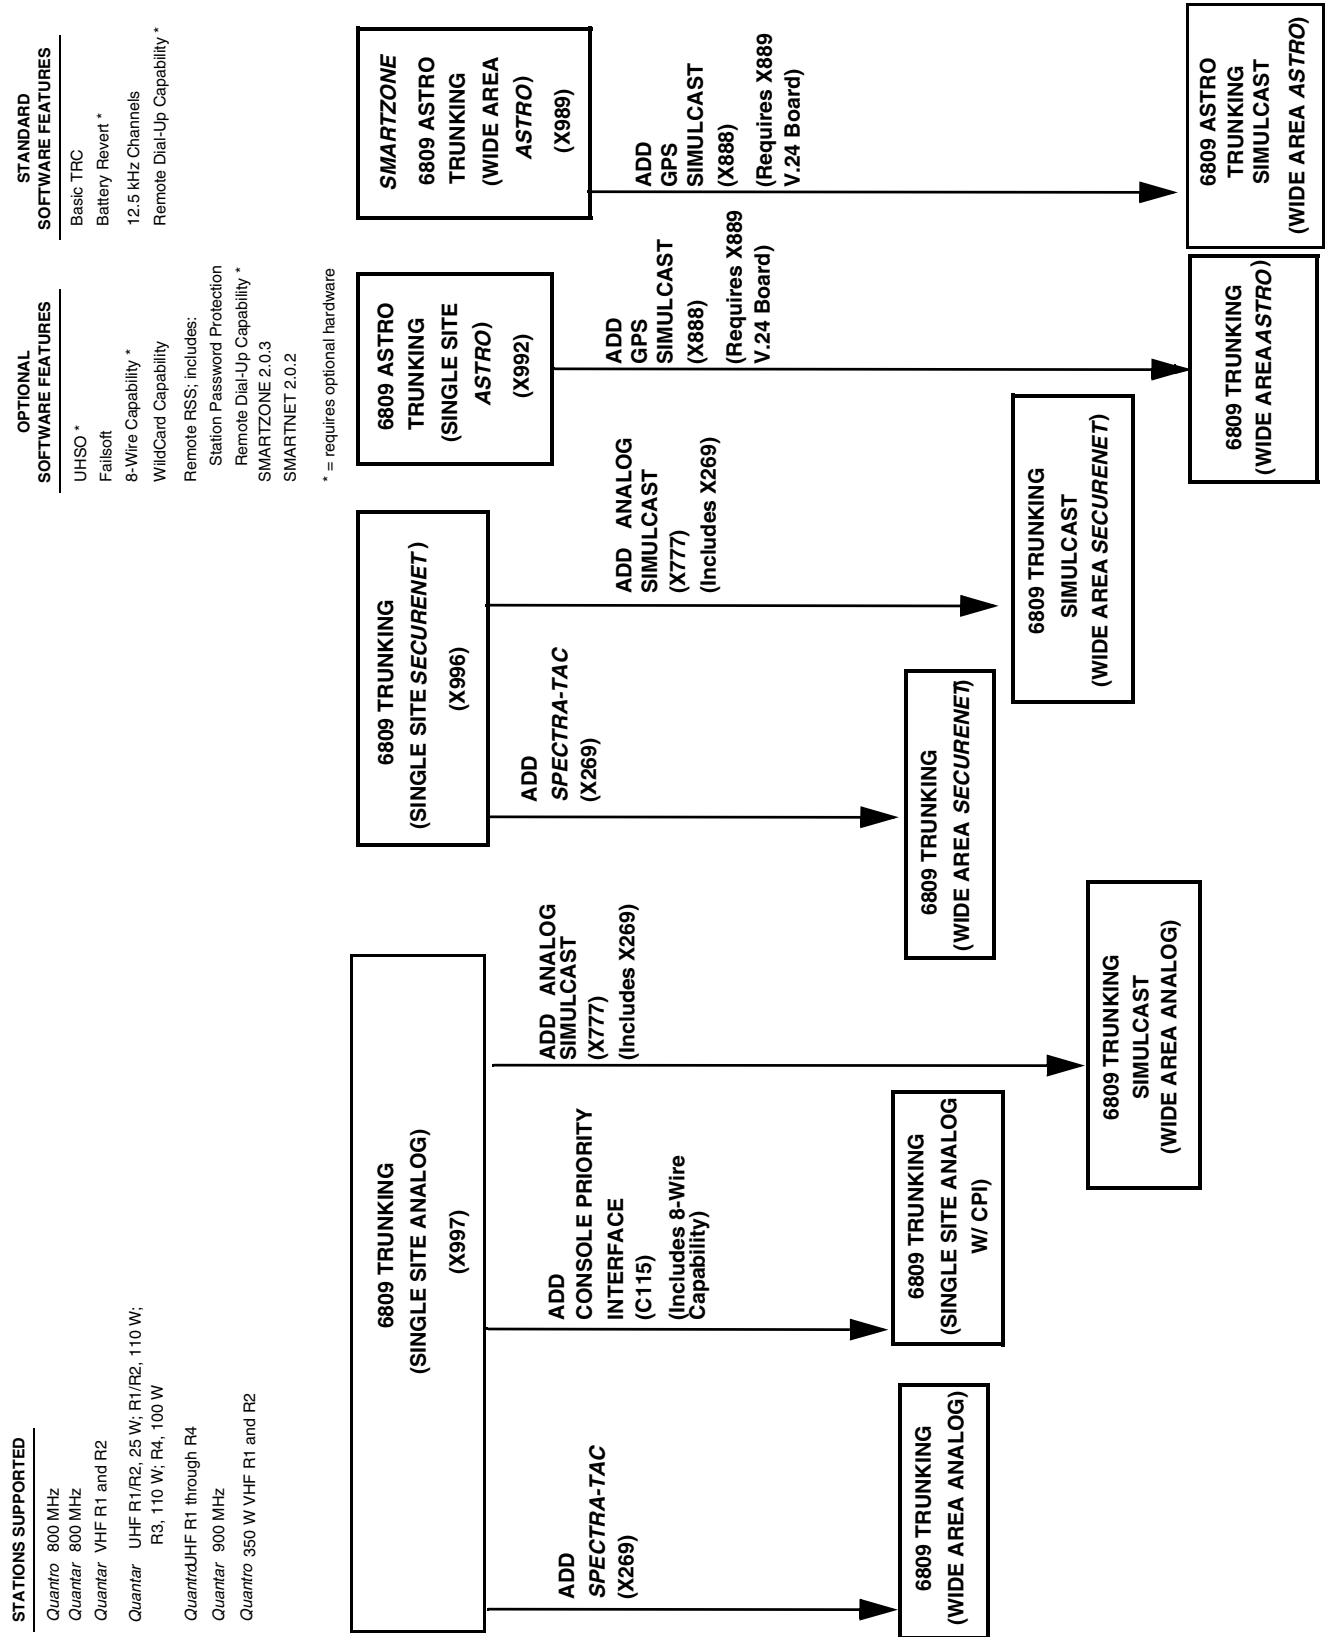 STATIONS SUPPORTED
Quantro 800 MHz
Quantar 800 MHz
Quantar VHF R1 and R2
Quantar UHF R1/R2, 25 W; R1/R2, 110 W;
R3, 110 W; R4, 100 W
QuantroUHF R1 through R4
Quantar 900 MHz
Quantro 350 W VHF R1 and R2
OPTIONAL
SOFTWARE FEATURES
UHSO *
Failsoft
8-Wire Capability *
WildCard Capability
Remote RSS; includes:
Station Password Protection
Remote Dial-Up Capability *
SMARTZONE 2.0.3
SMARTNET 2.0.2
* = requires optional hardware
STANDARD
SOFTWARE FEATURES
Basic TRC
Battery Revert *
12.5 kHz Channels
Remote Dial-Up Capability *
6809 TRUNKING
(SINGLE SITE ANALOG)
(X997)
ADD
SPECTRA-TAC
(X269)
6809 TRUNKING
(WIDE AREA ANALOG)
ADD
CONSOLE PRIORITY
INTERFACE
(C115)
(Includes 8-Wire
Capability)
6809 TRUNKING
(SINGLE SITE ANALOG
W/ CPI)
ADD ANALOG
SIMULCAST
(X777)
(Includes X269)
6809 TRUNKING
SIMULCAST
(WIDE AREA ANALOG)
6809 TRUNKING
(SINGLE SITE SECURENET)
(X996)
ADD
SPECTRA-TAC
(X269)
6809 TRUNKING
(WIDE AREA SECURENET)
ADD ANALOG
SIMULCAST
(X777)
(Includes X269)
6809 TRUNKING
SIMULCAST
(WIDE AREA SECURENET)
6809 ASTRO
TRUNKING
(SINGLE SITE
ASTRO)
(X992)
ADD
GPS
SIMULCAST
(X888)
(Requires X889
V.24 Board)
6809 TRUNKING
(WIDE AREAASTRO)
SMARTZONE
6809 ASTRO
TRUNKING
(WIDE AREA
ASTRO)
(X989)
ADD
GPS
SIMULCAST
(X888)
(Requires X889
V.24 Board)
6809 ASTRO
TRUNKING
SIMULCAST
(WIDE AREA ASTRO)